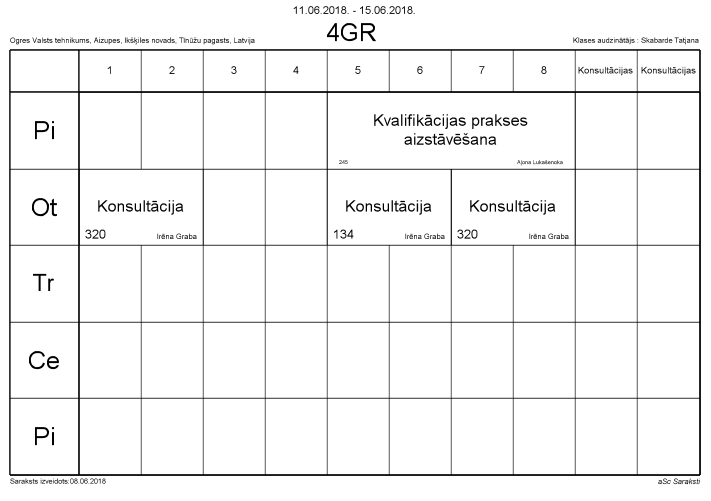 11.06.2018. - 15.06.2018.
4GR
Ogres Valsts tehnikums, Aizupes, Ikšķiles novads, Tīnūžu pagasts, Latvija
Klases audzinātājs : Skabarde Tatjana
1 2 3 4 5 6 7 8 Konsultācijas Konsultācijas
Pi
Kvalifikācijas prakses
aizstāvēšana
245 Aļona Lukašenoka
Ot
Konsultācija Konsultācija Konsultācija
320 Irēna Graba 134 Irēna Graba 320 Irēna Graba
Tr
Ce
Pi
Saraksts izveidots:08.06.2018
aSc Saraksti